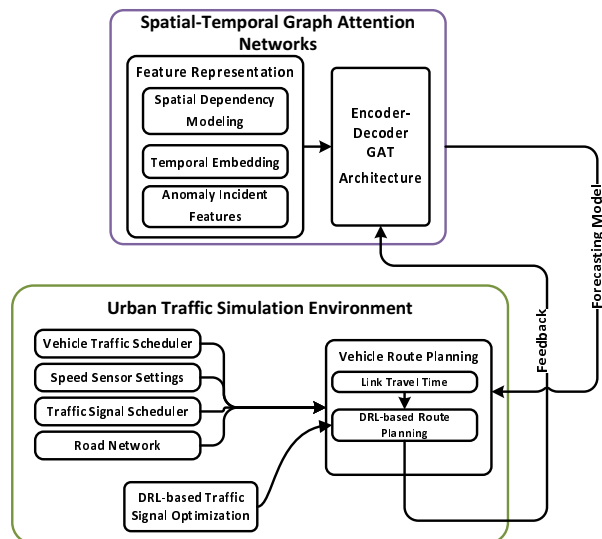 Spatial-Temporal Graph Attention
Networks
Feature Representation
Spatial Dependency
Modeling
Temporal Embedding
Anomaly Incident
Features
Encoder-
Decoder
GAT
Architecture
Forecasting Model
Feedback
Urban Traffic Simulation Environment
Vehicle Traffic Scheduler
Speed Sensor Settings
Traffic Signal Scheduler
Road Network
DRL-based Traffic
Signal Optimization
Vehicle Route Planning
Link Travel Time
DRL-based Route
Planning